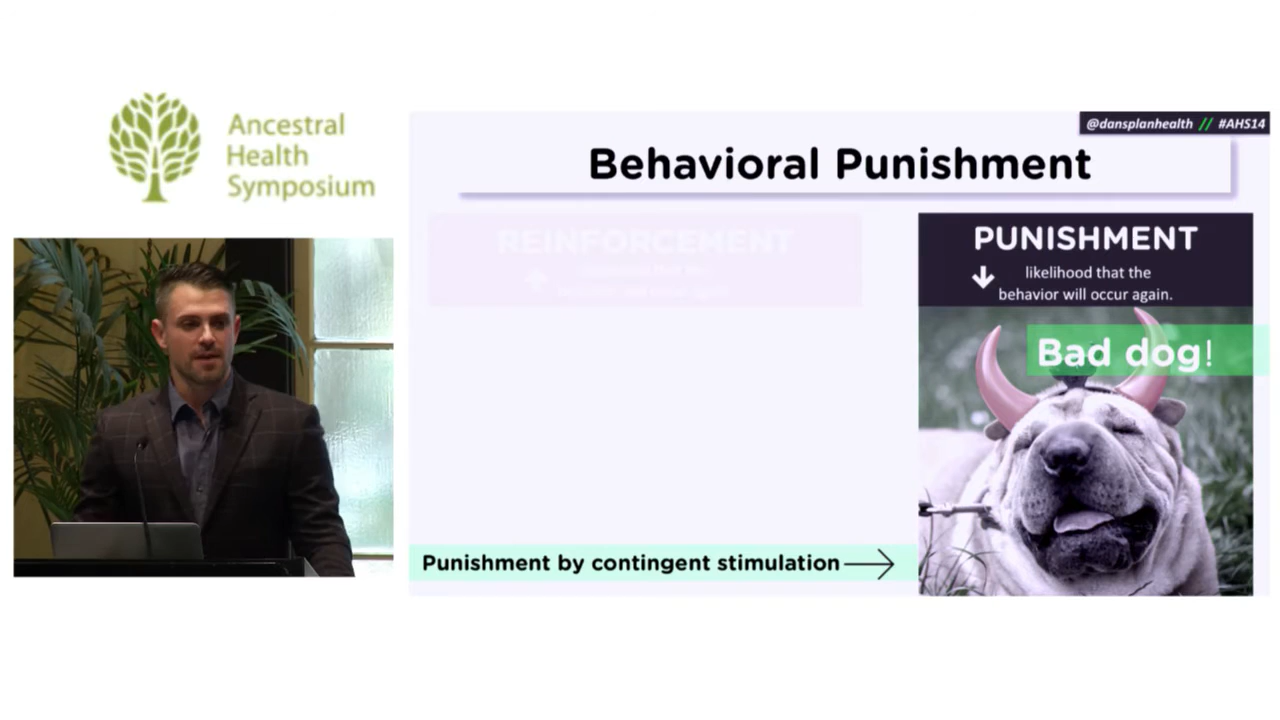 Ancestral
Health
Symposium
@dansplanhealth // #AHS14
Behavioral Punishment
REINFORCEMENT
PUNISHMENT
likelihood that the
behavior will occur again.
Bad dog!
Punishment by contingent stimulation